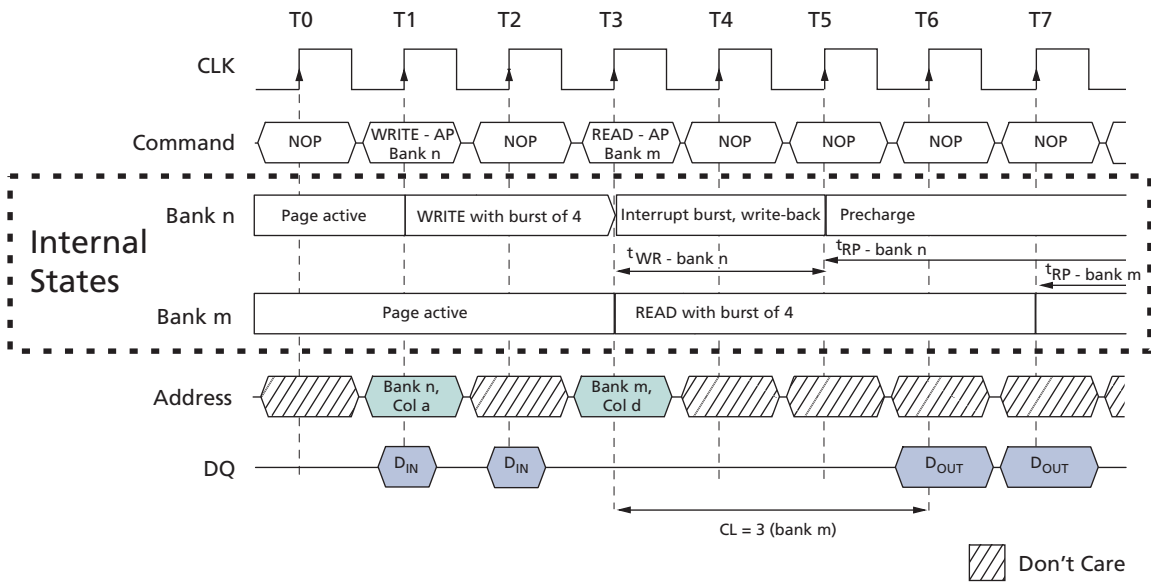 T0 T1 T2 T3 T4 T5 T6 T7
CLK
Command NOP WRITE - AP Bank n NOP READ - AP Bank m NOP NOP NOP NOP
Internal States
Bank n Page active WRITE with burst of 4 Interrupt burst, write-back Precharge
tWR - bank n tRP - bank n
tRP - bank m
Bank m Page active READ with burst of 4
Address Bank n, Col a Bank m, Col d
DQ DIN DIN DOUT DOUT
CL = 3 (bank m)
Don't Care